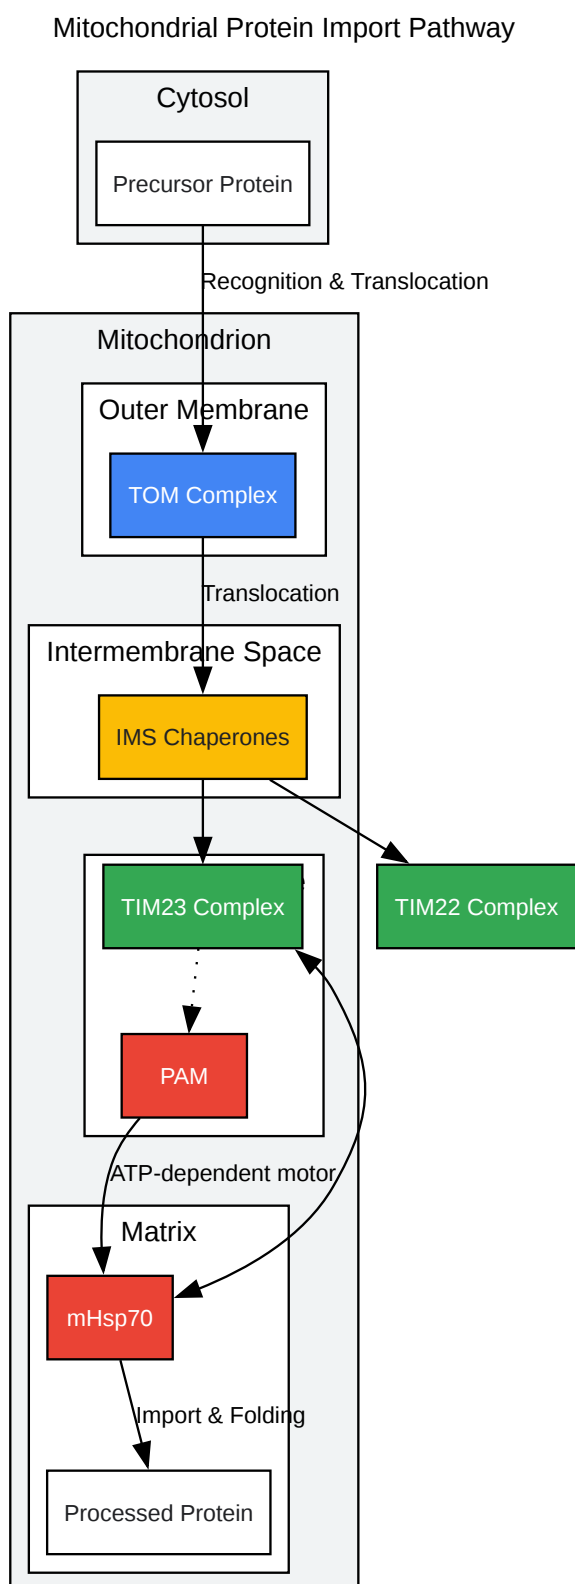 Mitochondrial Protein Import Pathway
Cytosol
Precursor Protein
Recognition & Translocation
Mitochondrion
Outer Membrane
TOM Complex
Translocation
Intermembrane Space
IMS Chaperones
TIM23 Complex
TIM22 Complex
PAM
ATP-dependent motor
Matrix
mHsp70
Import & Folding
Processed Protein